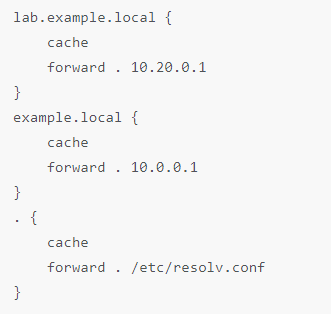 lab.example.local {
    cache
    forward . 10.20.0.1
}
example.local {
    cache
    forward . 10.0.0.1
}
. {
    cache
    forward . /etc/resolv.conf
}